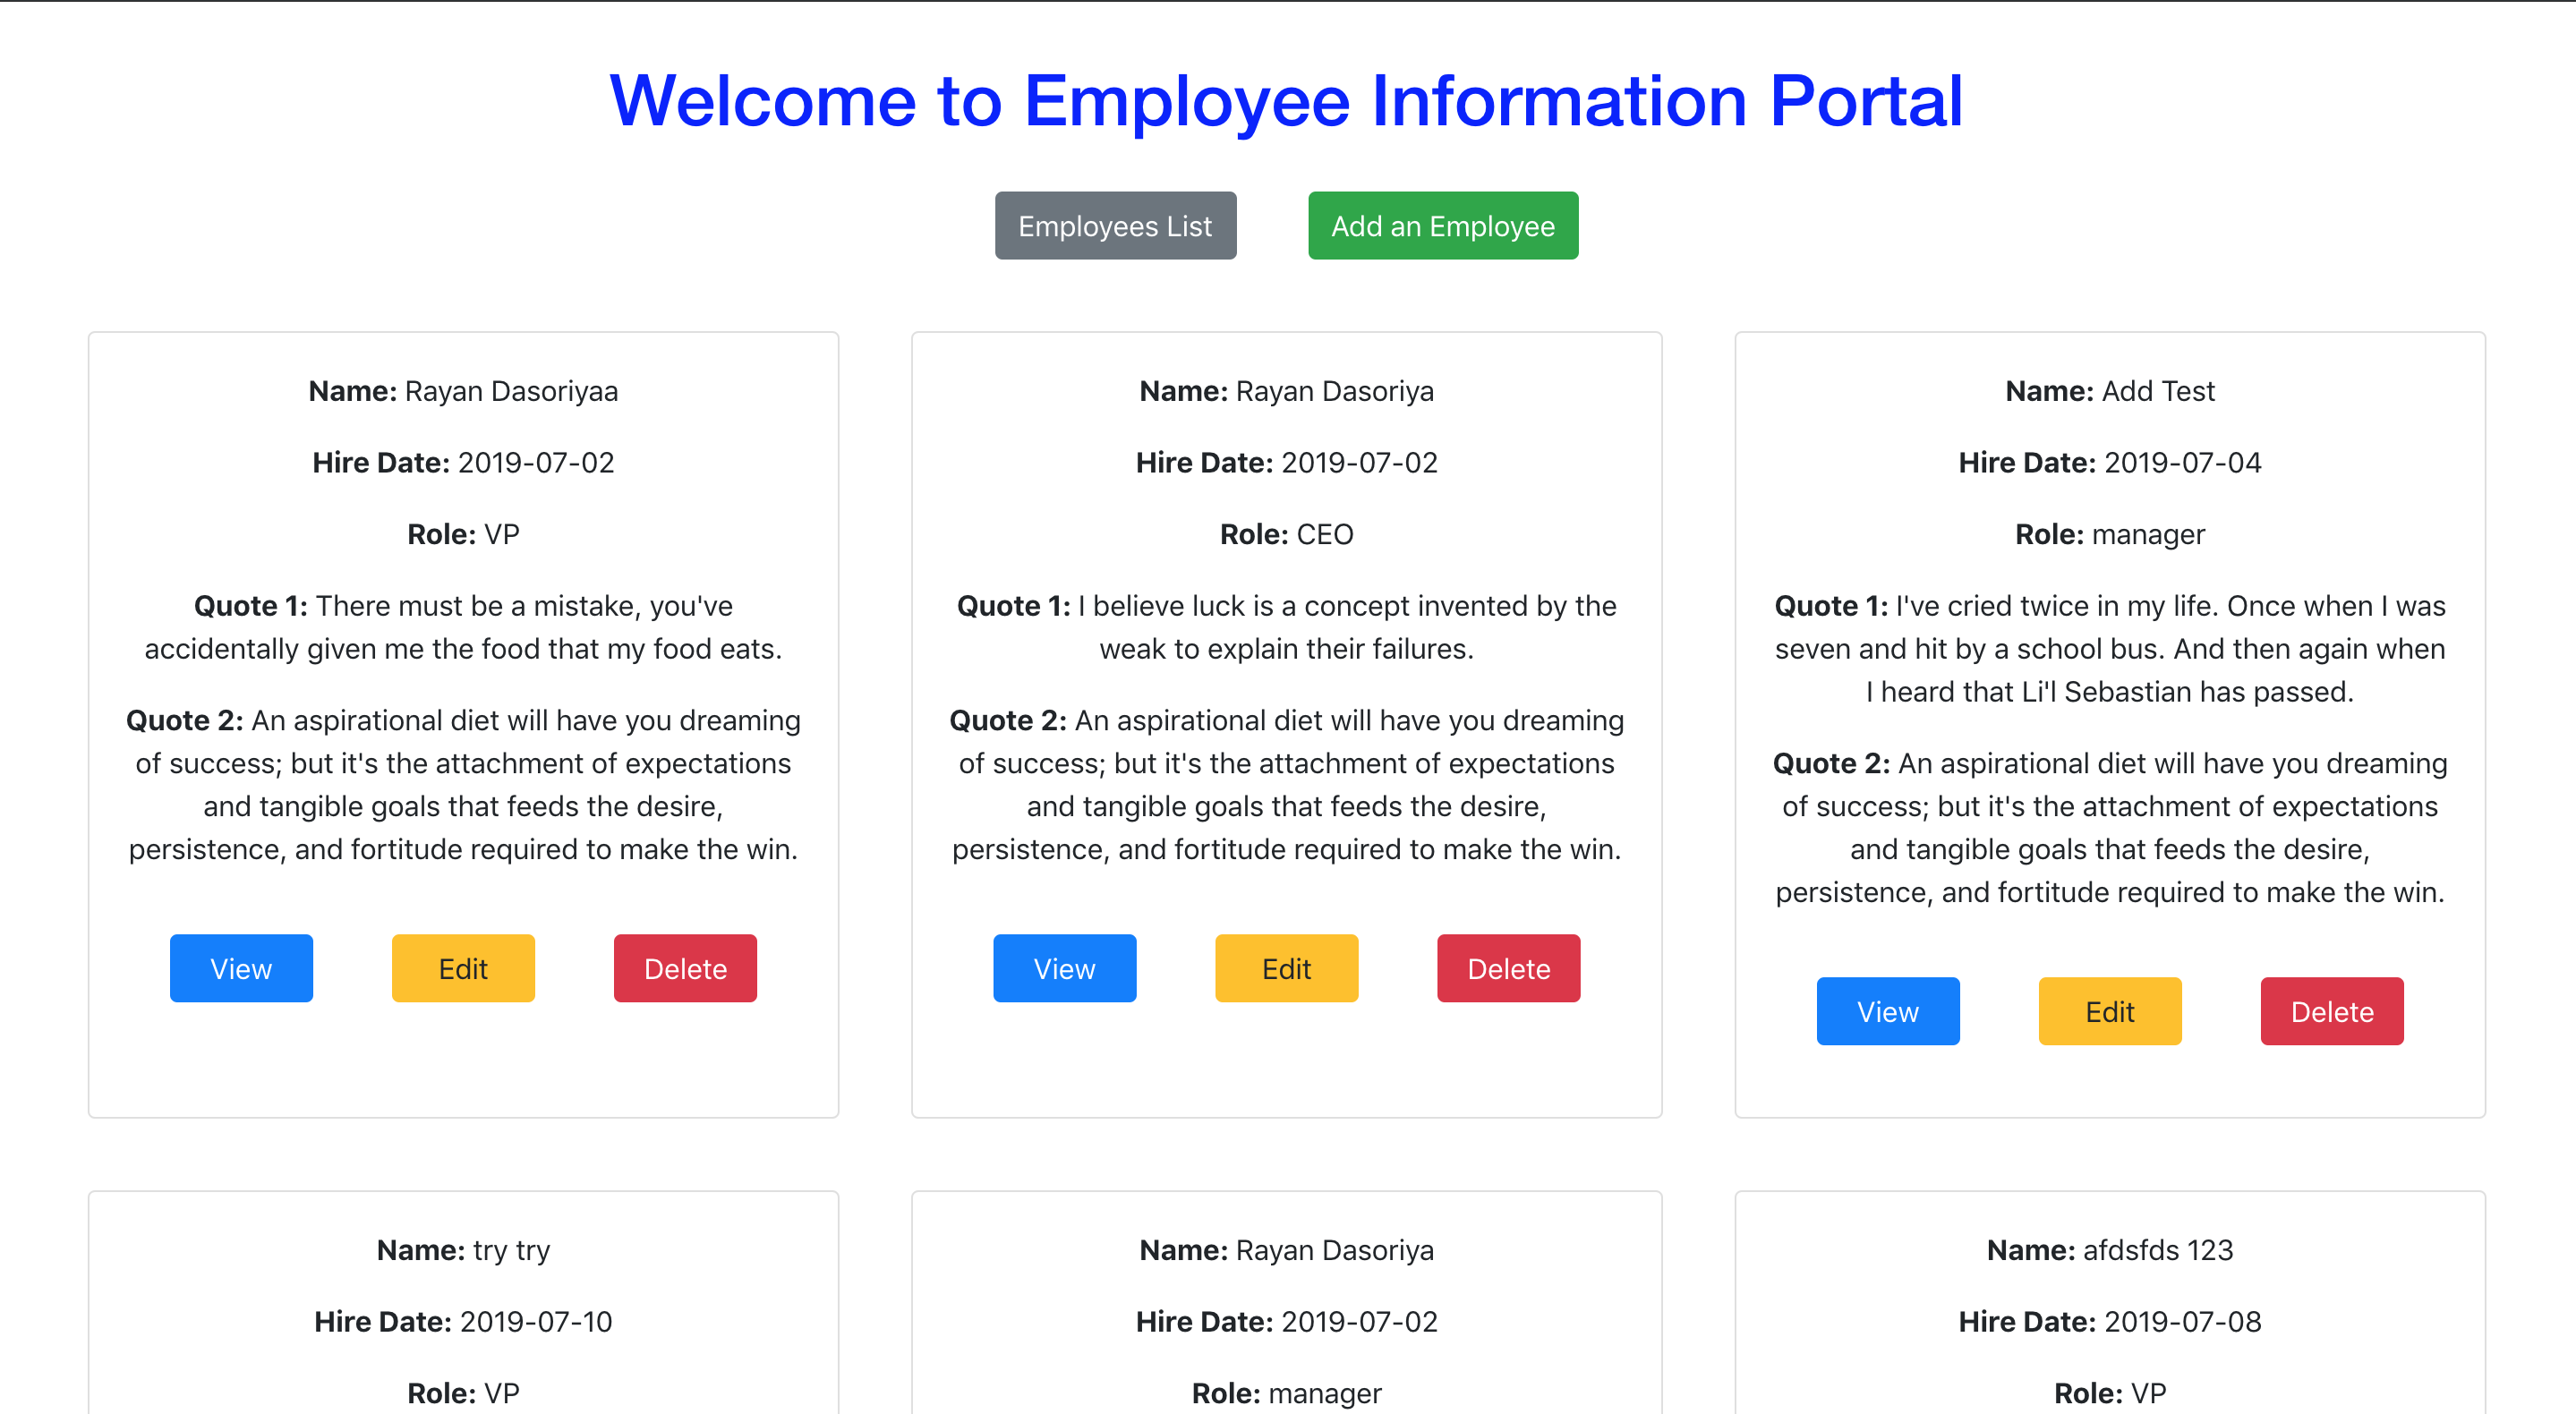 Welcome to Employee Information Portal
Employees List
Add an Employee
Name: Rayan Dasoriyaa
Hire Date: 2019-07-02
Role: VP
Quote 1: There must be a mistake, you've
accidentally given me the food that my food eats.
Quote 2: An aspirational diet will have you dreaming
of success; but it's the attachment of expectations
and tangible goals that feeds the desire,
persistence, and fortitude required to make the win.
View
Edit
Delete
Name: Rayan Dasoriya
Hire Date: 2019-07-02
Role: CEO
Quote 1: I believe luck is a concept invented by the
weak to explain their failures.
Quote 2: An aspirational diet will have you dreaming
of success; but it's the attachment of expectations
and tangible goals that feeds the desire,
persistence, and fortitude required to make the win.
View
Edit
Delete
Name: Add Test
Hire Date: 2019-07-04
Role: manager
Quote 1: I've cried twice in my life. Once when I was
seven and hit by a school bus. And then again when
I heard that Li'l Sebastian has passed.
Quote 2: An aspirational diet will have you dreaming
of success; but it's the attachment of expectations
and tangible goals that feeds the desire,
persistence, and fortitude required to make the win.
View
Edit
Delete
Name: try try
Hire Date: 2019-07-10
Role: VP
Name: Rayan Dasoriya
Hire Date: 2019-07-02
Role: manager
Name: afdsfds 123
Hire Date: 2019-07-08
Role: VP